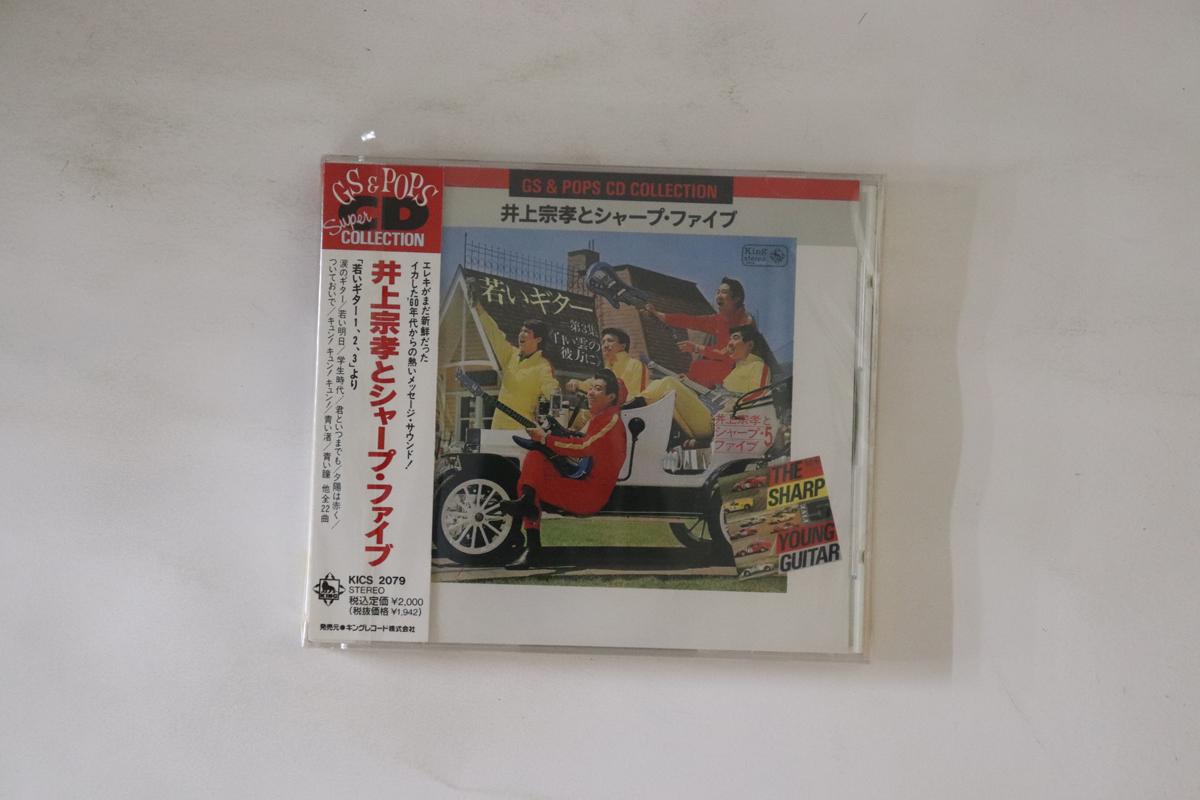 GS & POPS
Super CD
COLLECTION
エレキがまだ新鮮だった
イカした'60年代からの熱いメッセージ・サウンド!
井上宗孝とシャープ・ファイブ
「若いギター1、2、3」より
涙のギター/若い明日/学生時代/君といつまでも/夕陽は赤く/
ついておいで/キュン!キュン!キュン!/青い渚/青い瞳 他全22曲
KING
KICS 2079
STEREO
税込定価 ¥2,000
(税抜価格 ¥1,942)
発売元●キングレコード株式会社
GS & POPS CD COLLECTION
井上宗孝とシャープ・ファイブ
King
stereo
若いギター
第3集
白い雲の
彼方に
井上宗孝と
シャープ・5
ファイブ
THE
SHARP
YOUNG
GUITAR